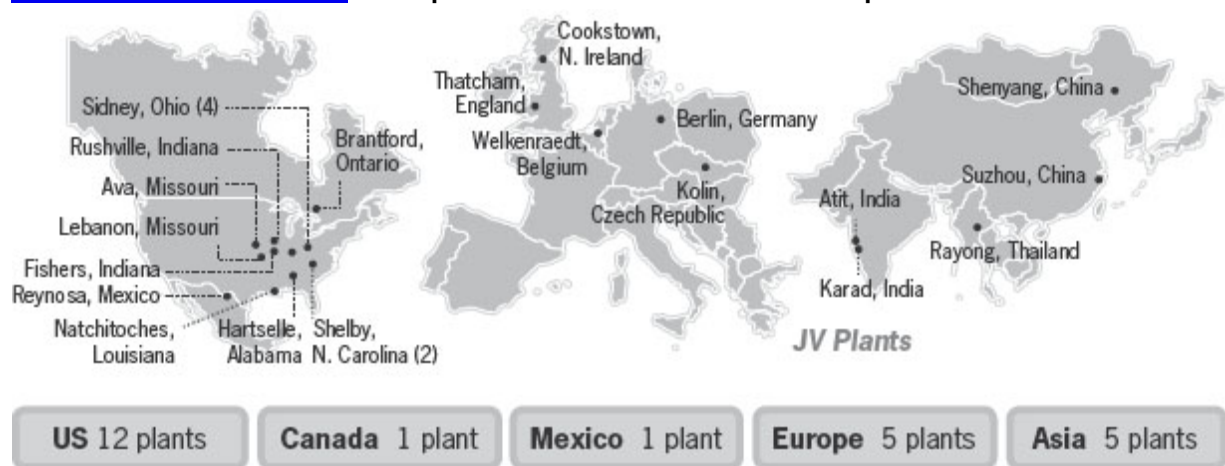 Cookstown,
N. Ireland
Thatcham,
England
Sidney, Ohio (4)
Shenyang, China
Berlin, Germany
Rushville, Indiana
Brantford,
Ontario
Welkenraedt,
Belgium
Ava, Missouri
Suzhou, China
Kolin,
Czech Republic
Atit, India
Lebanon, Missouri
Rayong, Thailand
Fishers, Indiana
Karad, India
Reynosa, Mexico
Natchitoches,
Louisiana
Hartselle,
Alabama
Shelby,
N. Carolina (2)
JV Plants
US 12 plants
Canada 1 plant
Mexico 1 plant
Europe 5 plants
Asia 5 plants